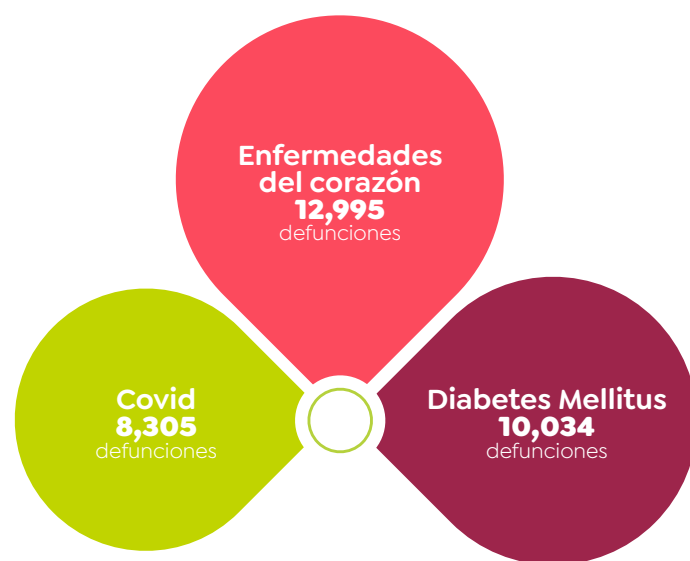 Enfermedades
del corazón
12,995
defunciones
Covid
8,305
defunciones
Diabetes Mellitus
10,034
defunciones